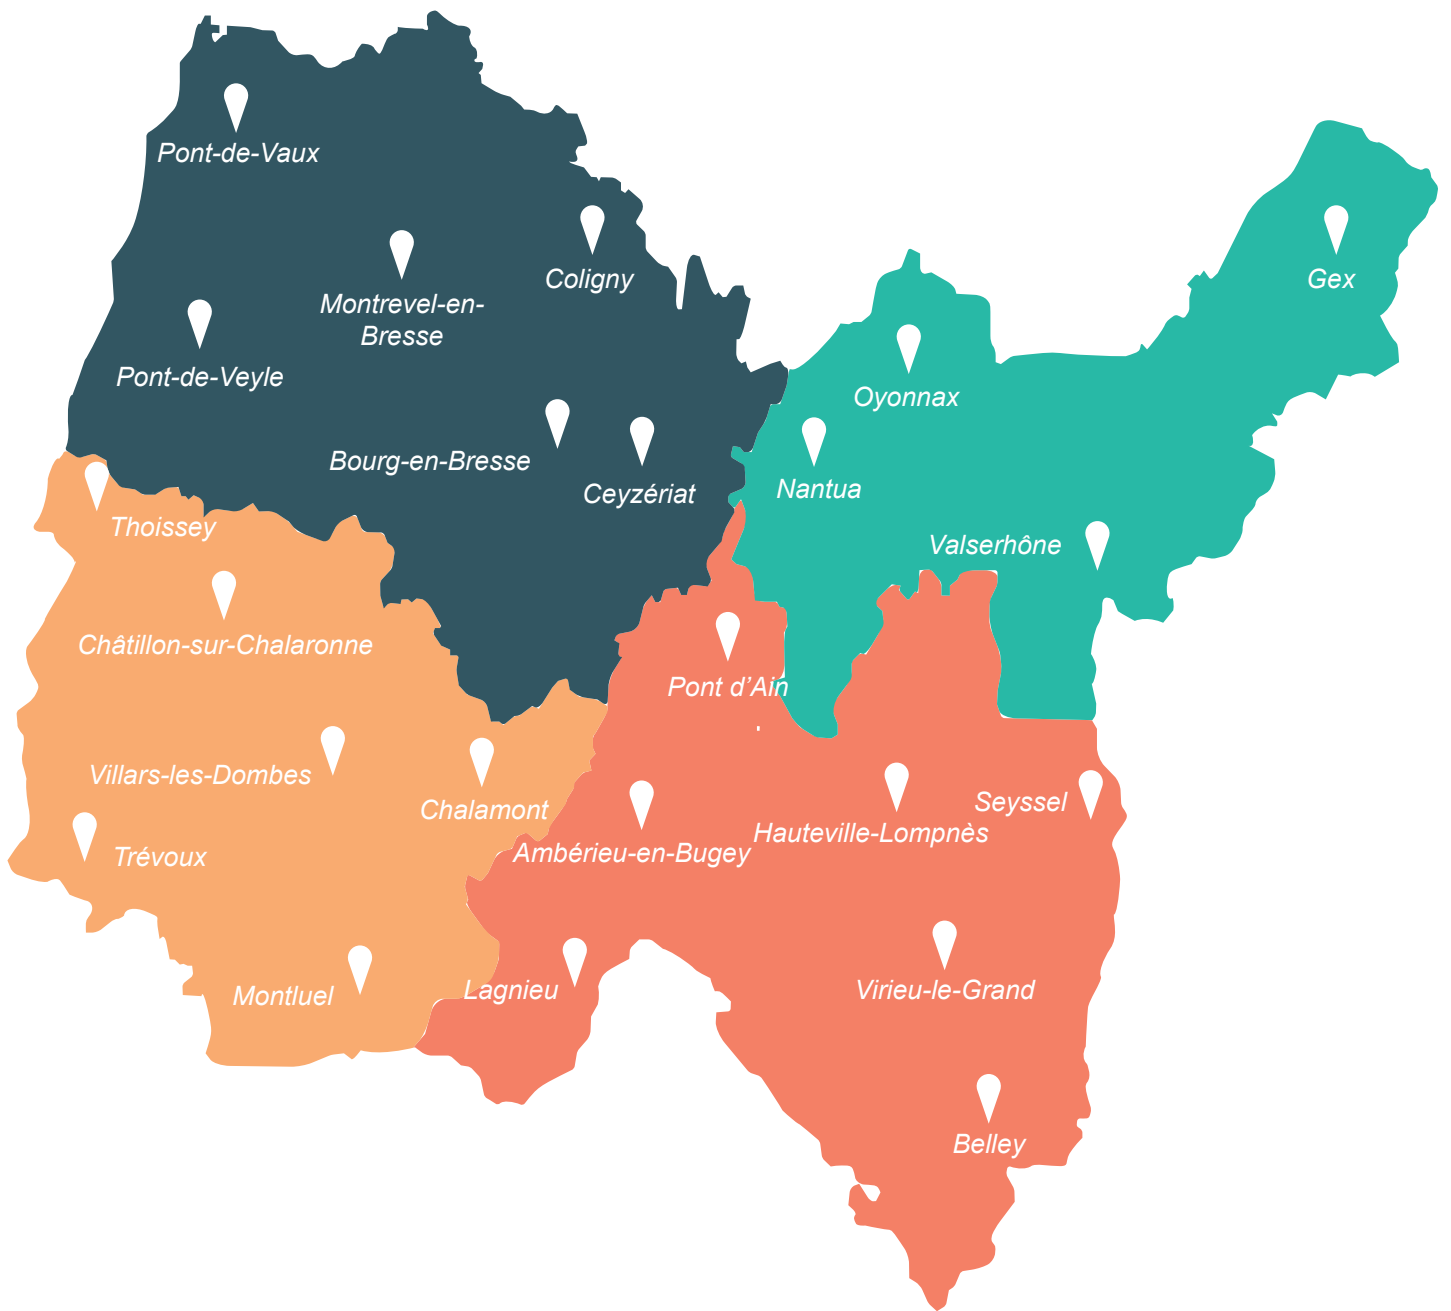 Pont-de-Vaux
Coligny
Gex
Montrevel-en-
Bresse
Pont-de-Veyle
Oyonnax
Bourg-en-Bresse
Ceyzériat
Nantua
Thoissey
Valserhône
Châtillon-sur-Chalaronne
Pont d’Ain
Villars-les-Dombes
Chalamont
Seyssel
Hauteville-Lompnès
Trévoux
Ambérieu-en-Bugey
Montluel
Lagnieu
Virieu-le-Grand
Belley